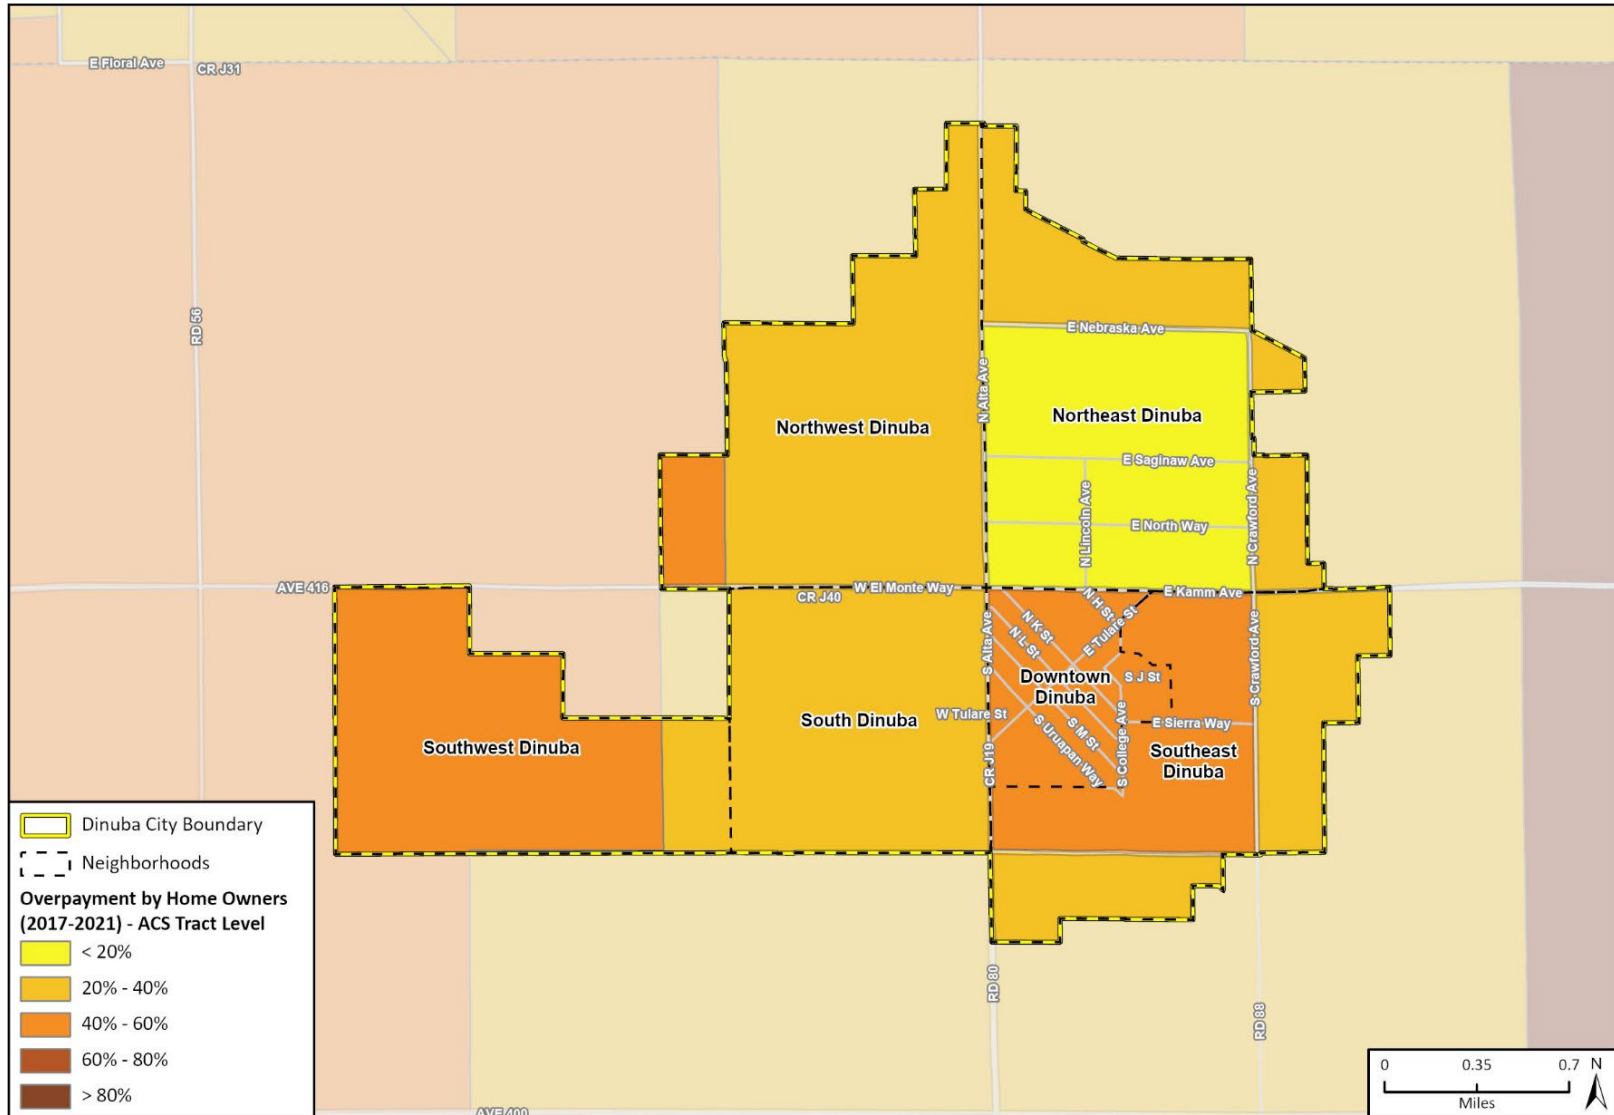 E Floral Ave
CR J31
RD 56
E Nebraska Ave
N Alta Ave
Northwest Dinuba
Northeast Dinuba
E Saginaw Ave
N Lincoln Ave
N Crawford Ave
E North Way
AVE 416
W El Monte Way
CR J40
E Kamm Ave
N H St
N K St
E Tulare St
N L St
S Alta Ave
S Crawford Ave
Downtown
Dinuba
S J St
W Tulare St
South Dinuba
S Uruapan Way
S M St
S College Ave
E Sierra Way
Southwest Dinuba
Southeast
Dinuba
CR J19
RD 80
RD 88
AVE 400
Dinuba City Boundary
Neighborhoods
Overpayment by Home Owners
(2017-2021) - ACS Tract Level
< 20%
20% - 40%
40% - 60%
60% - 80%
> 80%
0 0.35 0.7
Miles
N